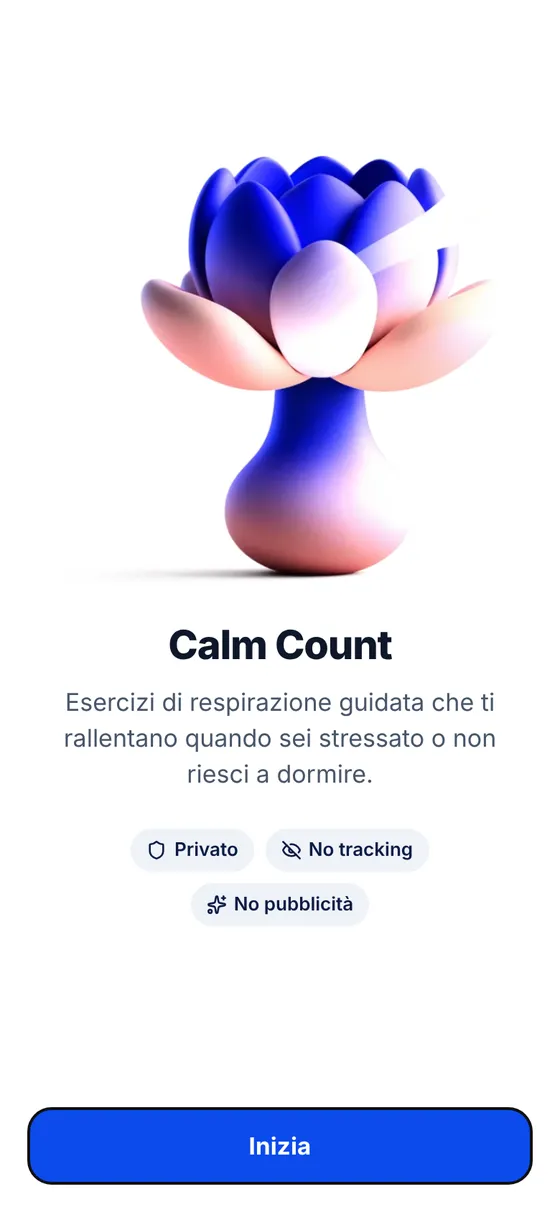 Calm Count
Esercizi di respirazione guidata che ti
rallentano quando sei stressato o non
riesci a dormire.
Privato
No tracking
No pubblicità
Inizia